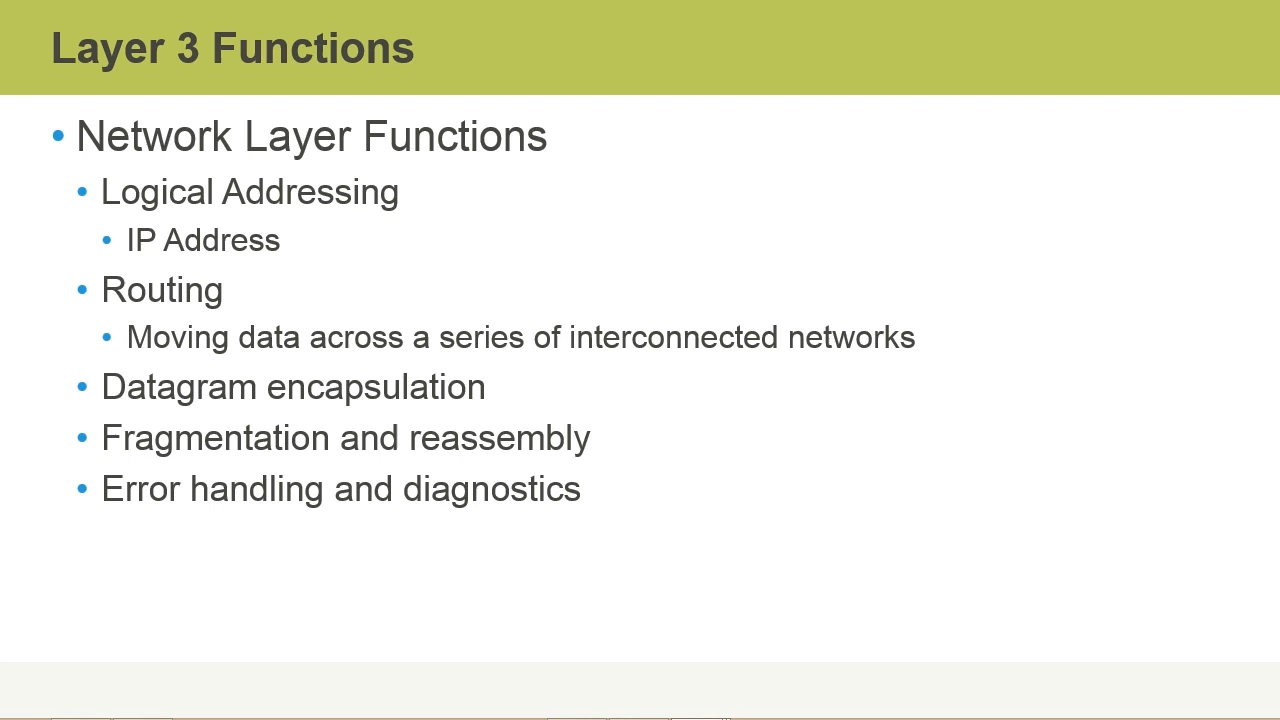 Layer 3 Functions
• Network Layer Functions
• Logical Addressing
• IP Address
• Routing
• Moving data across a series of interconnected networks
• Datagram encapsulation
• Fragmentation and reassembly
• Error handling and diagnostics